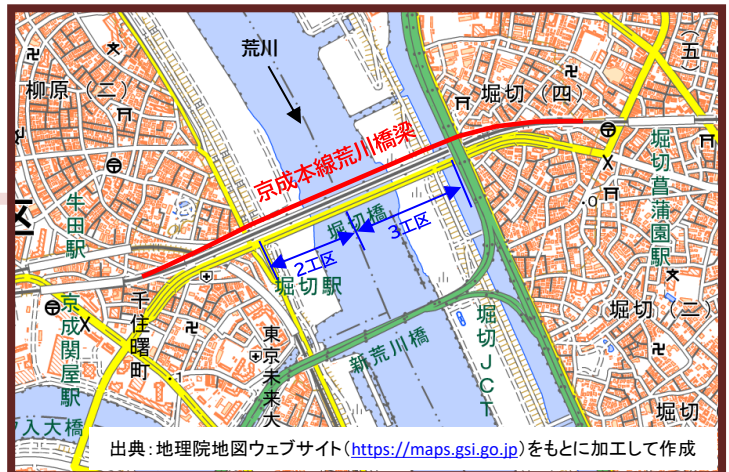 荒川
柳原(三)
堀切(四)
(五)
京成本線荒川橋梁
牛田駅
区
堀切橋
2工区
3工区
堀切駅
堀切菖蒲園駅
京成関屋駅
千住曙町
東京未来大
新荒川橋
堀切JCT
堀切(二)
堀切
入大橋
出典:地理院地図ウェブサイト(https://maps.gsi.go.jp)をもとに加工して作成